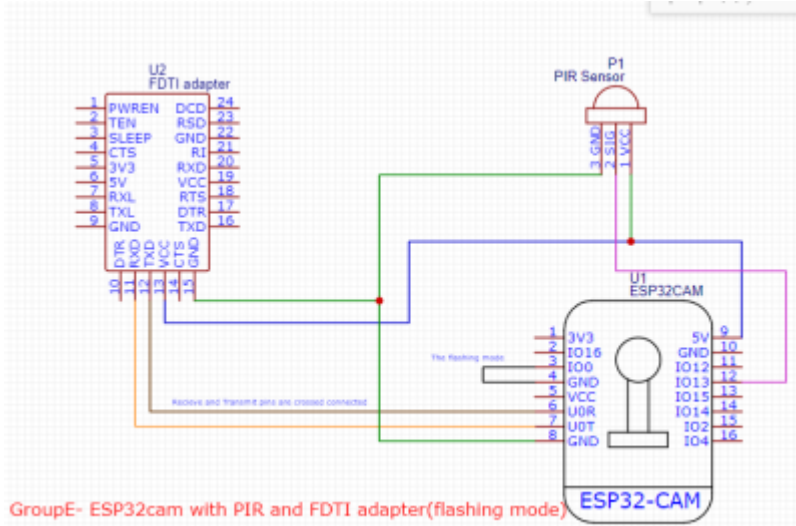 U2
FDTI adapter
1 PWREN DCD 24
2 TEN RSD 23
3 SLEEP GND 22
4 CTS RI 21
5 3V3 RXD 20
6 5V VCC 19
7 RXL RTS 18
8 TXL DTR 17
9 GND TXD 16
DTR RXD TXD VCC CTS GND
10 11 12 13 14 15
P1
PIR Sensor
3 GND
2 SIG
1 VCC
U1
ESP32CAM
1 3V3 5V 9
2 IO16 GND 10
3 IO0 IO12 11
4 GND IO13 12
5 VCC IO15 13
6 U0R IO14 14
7 U0T IO2 15
8 GND IO4 16
The flashing mode
Recieve and Transmit pins are crossed connected
ESP32-CAM
GroupE- ESP32cam with PIR and FDTI adapter(flashing mode)